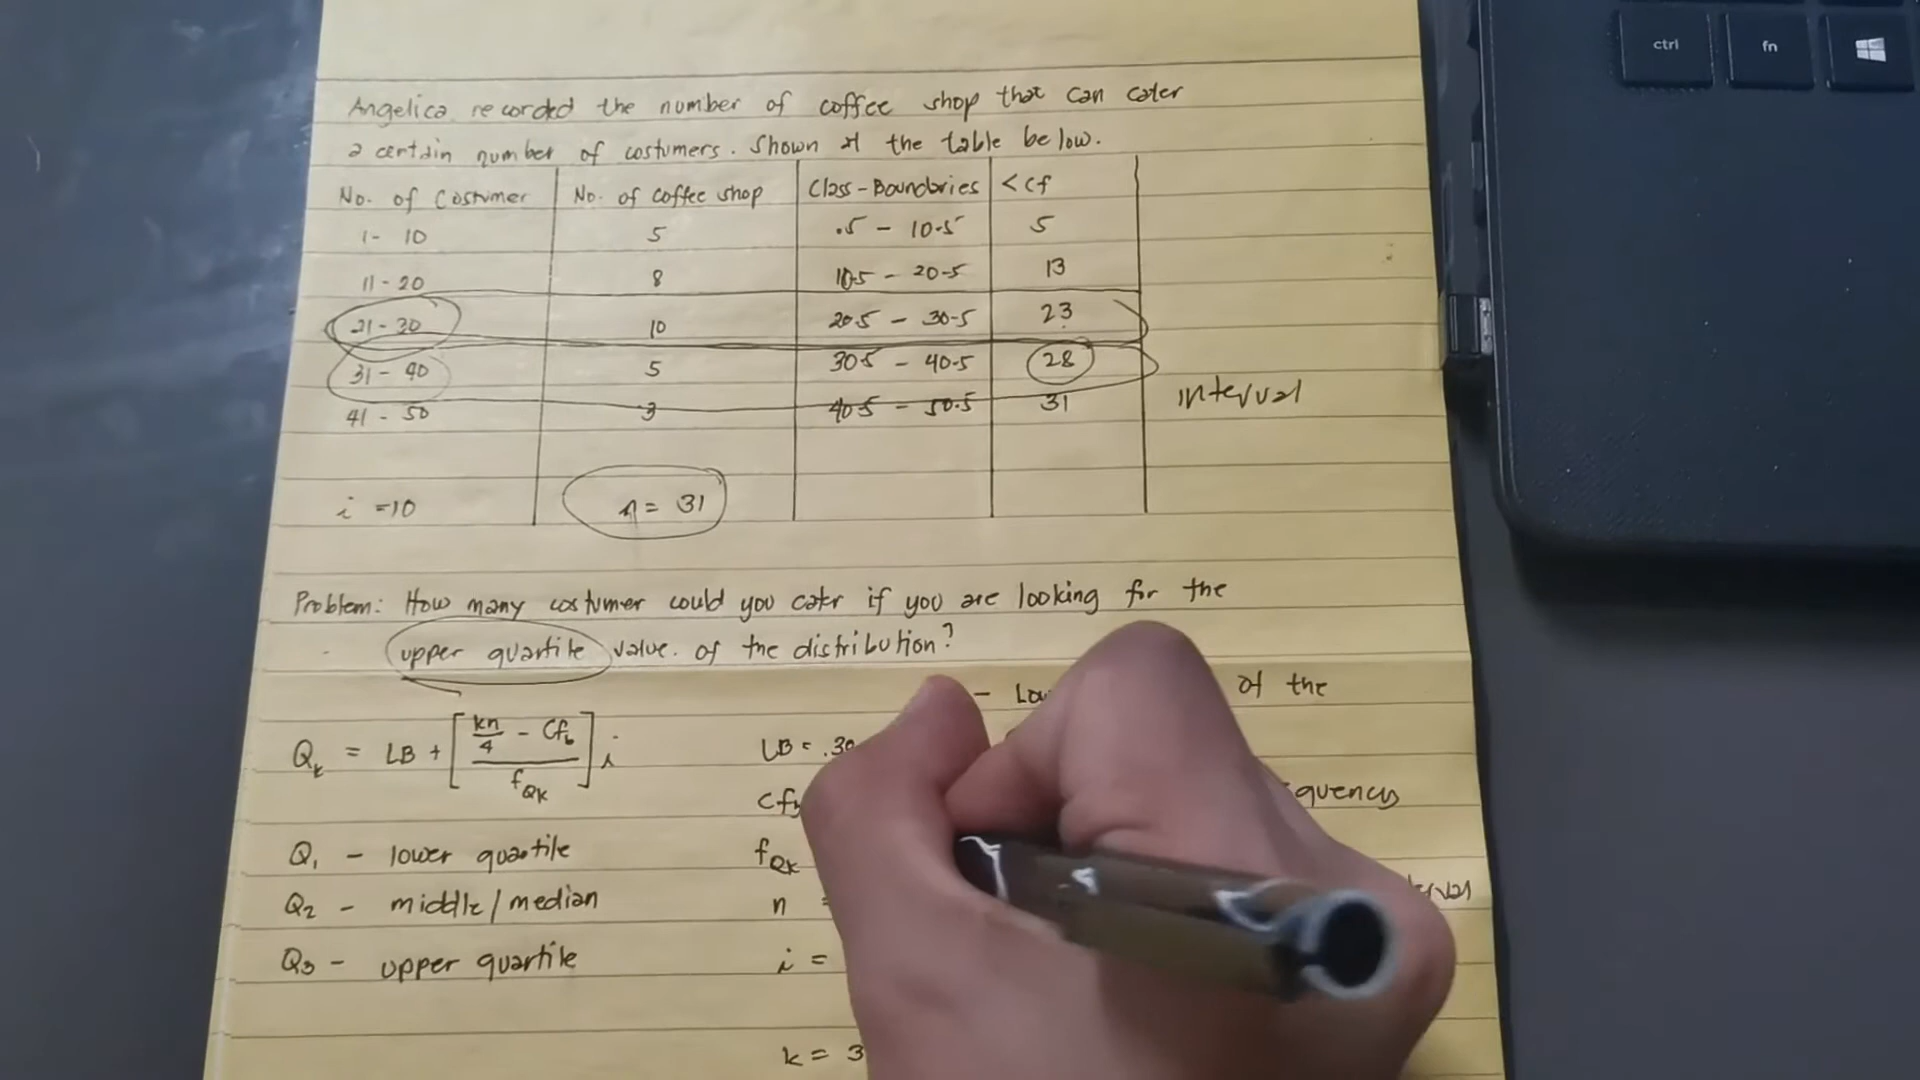 ctrl fn
Angelica recorded the number of coffee shop that can cater
a certain number of costumers. Shown at the table below.
No. of Costumer No. of coffee shop Class-Boundries <cf
1 - 10 5 .5 - 10.5 5
11 - 20 8 10.5 - 20.5 13
21 - 30 10 20.5 - 30.5 23
31 - 40 5 30.5 - 40.5 28
41 - 50 3 40.5 - 50.5 31
interval
i = 10 n = 31
Problem: How many costumer could you cater if you are looking for the
upper quartile value. of the distribution?
- of the
Qk = LB + [kn/4 - Cfb / fQk] i LB =
quency
Q1 - lower quartile fQk
Q2 - middle/median n =
Q3 - upper quartile i =
k = 3